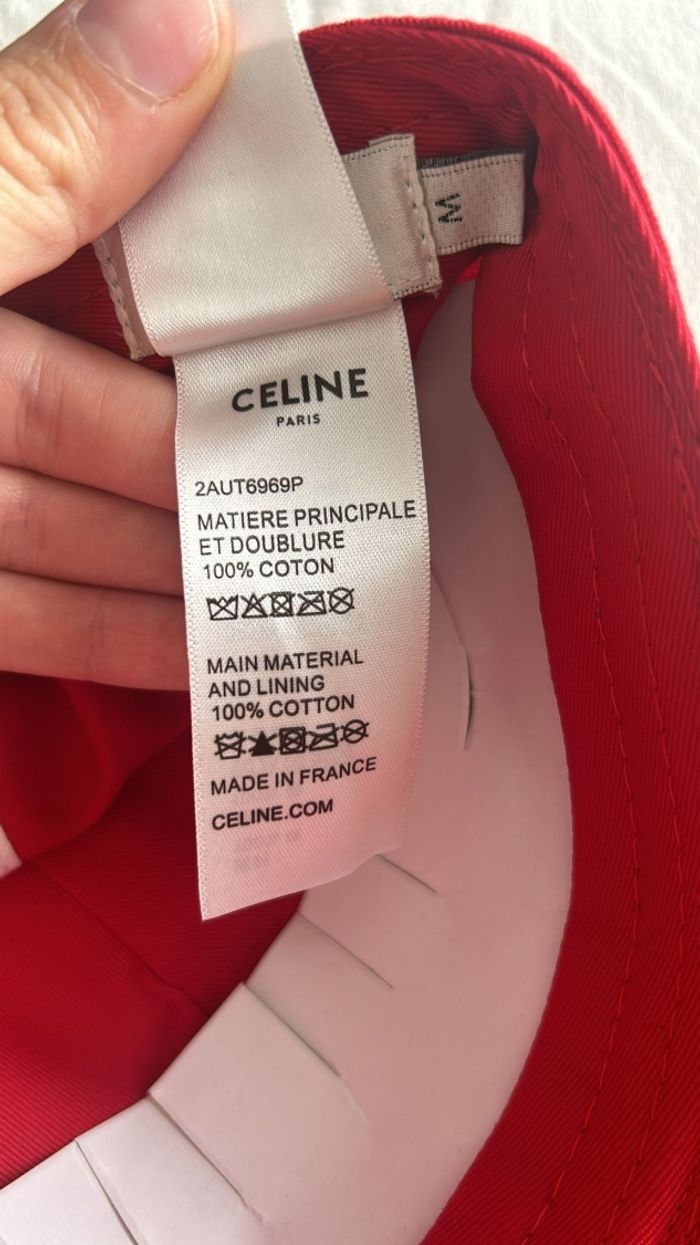 M
CELINE
PARIS
2AUT6969P
MATIERE PRINCIPALE
ET DOUBLURE
100% COTON
MAIN MATERIAL
AND LINING
100% COTTON
MADE IN FRANCE
CELINE.COM